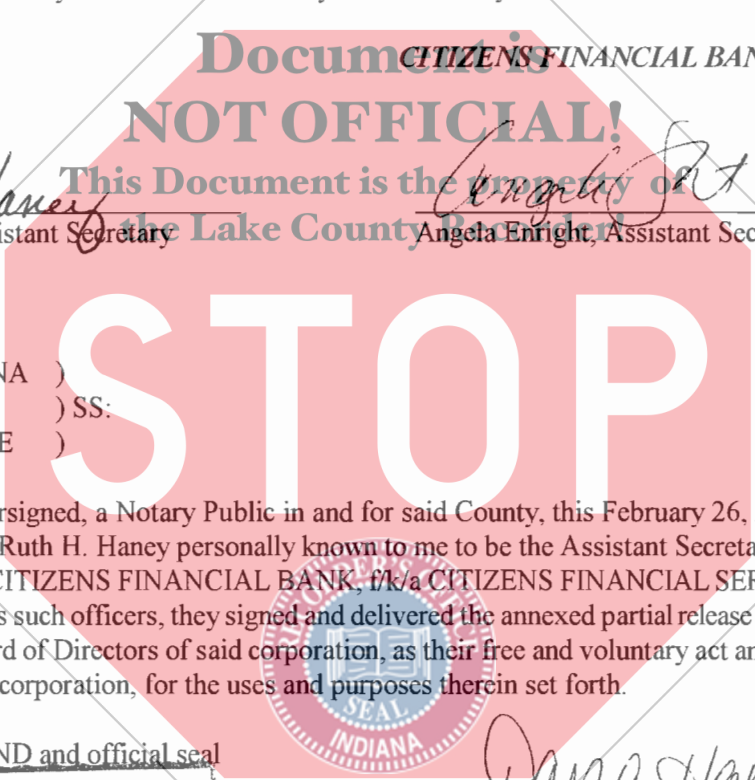 Document is
CITIZENS FINANCIAL BAN
NOT OFFICIAL!
This Document is the property of
the Lake County Recorder!
istant Secretary
Angela Enright, Assistant Sec
STOP
NA )
) SS:
E )
rsigned, a Notary Public in and for said County, this February 26,
Ruth H. Haney personally known to me to be the Assistant Secreta
CITIZENS FINANCIAL BANK, f/k/a CITIZENS FINANCIAL SER
s such officers, they signed and delivered the annexed partial release
rd of Directors of said corporation, as their free and voluntary act an
corporation, for the uses and purposes therein set forth.
RECORDER'S OFFICE
SEAL
INDIANA
ND and official seal